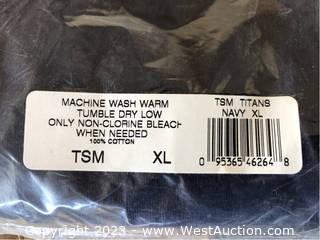 MACHINE WASH WARM
TUMBLE DRY LOW
ONLY NON-CLORINE BLEACH
WHEN NEEDED
100% COTTON
TSM XL
TSM TITANS
NAVY XL
0 95365 46264 8
Copyright 2023 - www.WestAuction.com